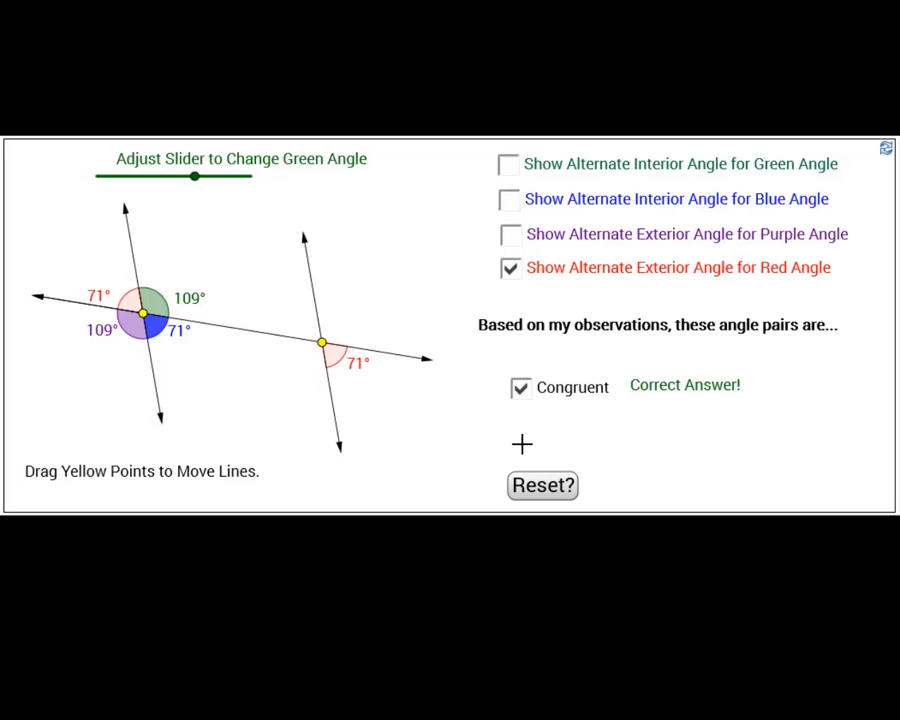 Adjust Slider to Change Green Angle
Show Alternate Interior Angle for Green Angle
Show Alternate Interior Angle for Blue Angle
Show Alternate Exterior Angle for Purple Angle
Show Alternate Exterior Angle for Red Angle
71°
109°
109°
71°
71°
Based on my observations, these angle pairs are...
Congruent
Correct Answer!
Drag Yellow Points to Move Lines.
Reset?